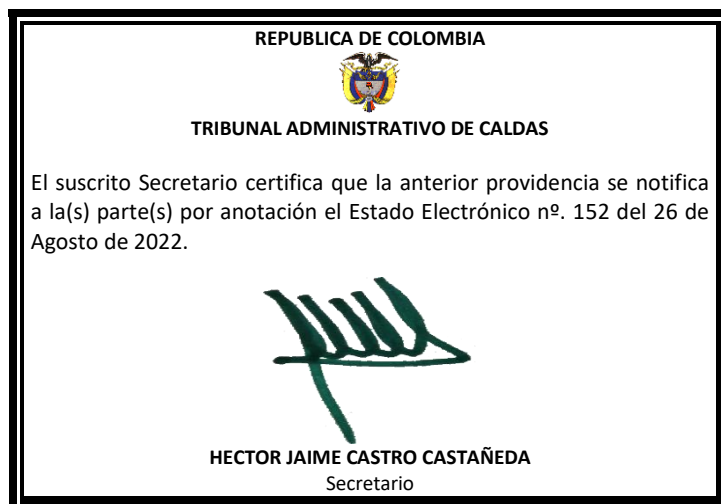 REPUBLICA DE COLOMBIA
TRIBUNAL ADMINISTRATIVO DE CALDAS
El suscrito Secretario certifica que la anterior providencia se notifica
a la(s) parte(s) por anotación el Estado Electrónico nº. 152 del 26 de
Agosto de 2022.
HECTOR JAIME CASTRO CASTAÑEDA
Secretario